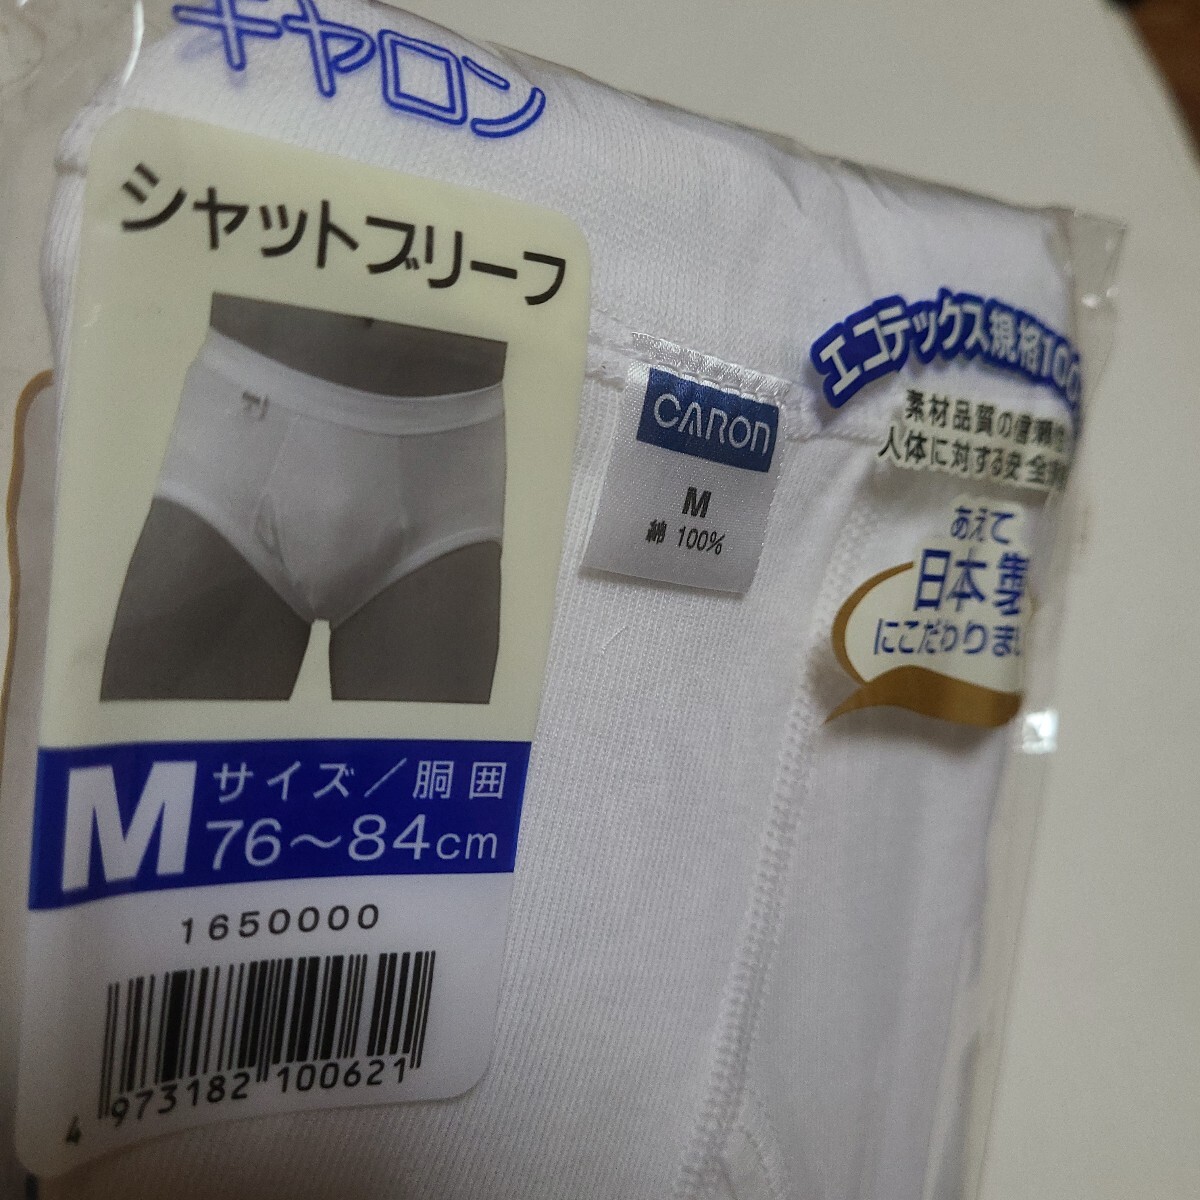 キャロン
シャットブリーフ
M サイズ/胴囲
76～84cm
1650000
4 973182 100621
CARON
M
綿 100%
エコテックス規格100
素材品質の信頼性
人体に対する安全
あえて
日本製
にこだわりまし